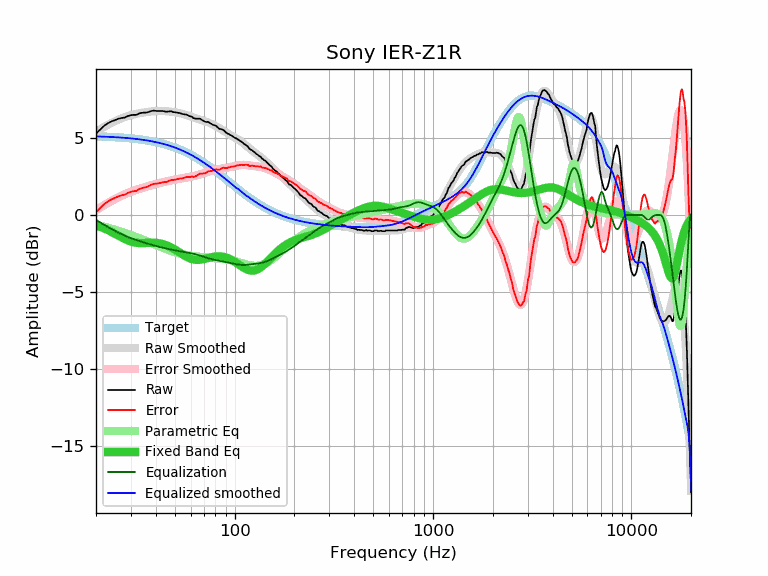 Sony IER-Z1R
Amplitude (dBr)
5
0
−5
−10
−15
Target
Raw Smoothed
Error Smoothed
Raw
Error
Parametric Eq
Fixed Band Eq
Equalization
Equalized smoothed
100
1000
10000
Frequency (Hz)